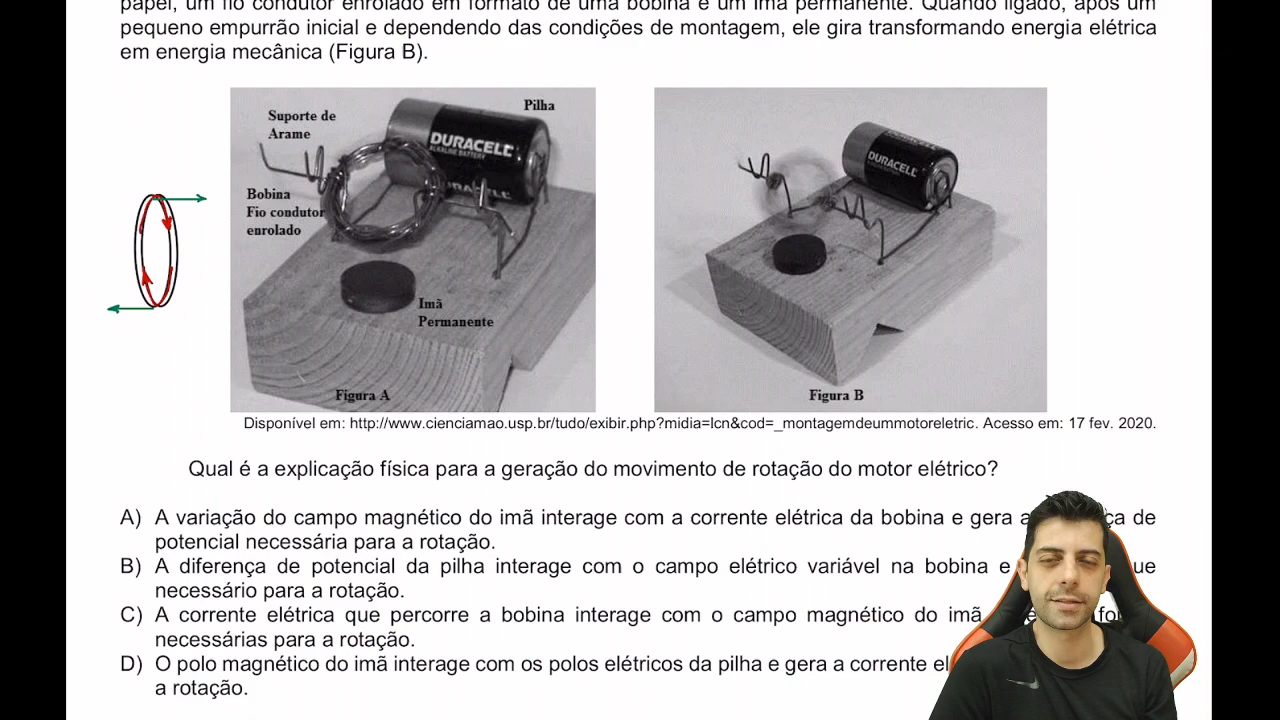 papel, um fio condutor enrolado em formato de uma bobina e um ímã permanente. Quando ligado, após um
pequeno empurrão inicial e dependendo das condições de montagem, ele gira transformando energia elétrica
em energia mecânica (Figura B).
Suporte de
Arame
Pilha
DURACELL
ALKALINE BATTERY
Bobina
Fio condutor
enrolado
Imã
Permanente
Figura A
DURACELL
Figura B
Disponível em: http://www.cienciamao.usp.br/tudo/exibir.php?midia=lcn&cod=_montagemdeummotoreletric. Acesso em: 17 fev. 2020.
Qual é a explicação física para a geração do movimento de rotação do motor elétrico?
A) A variação do campo magnético do imã interage com a corrente elétrica da bobina e gera a de
potencial necessária para a rotação.
B) A diferença de potencial da pilha interage com o campo elétrico variável na bobina e
necessário para a rotação.
C) A corrente elétrica que percorre a bobina interage com o campo magnético do imã
necessárias para a rotação.
D) O polo magnético do imã interage com os polos elétricos da pilha e gera a corrente
a rotação.